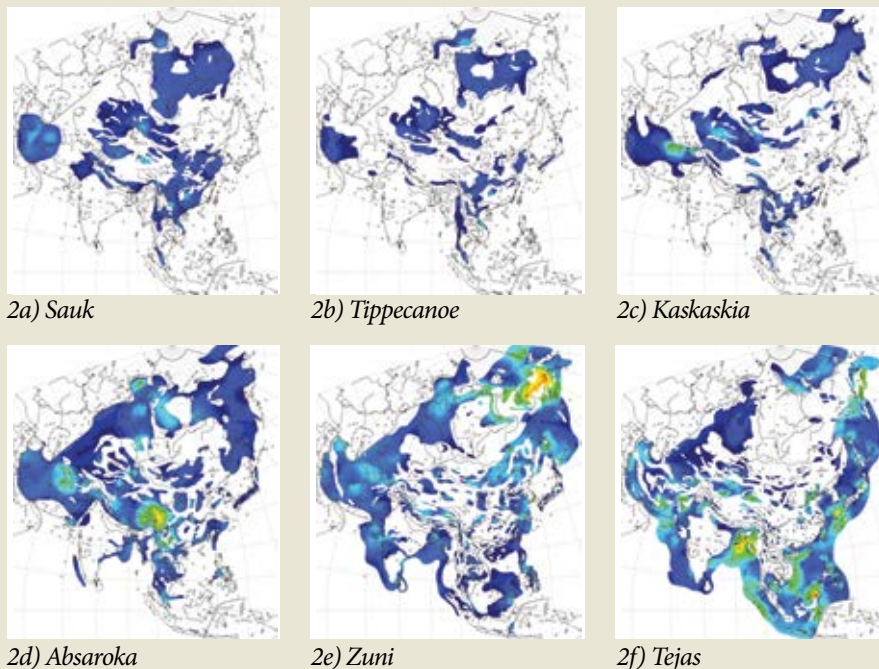 2a) Sauk
2b) Tippecanoe
2c) Kaskaskia
2d) Absaroka
2e) Zuni
2f) Tejas